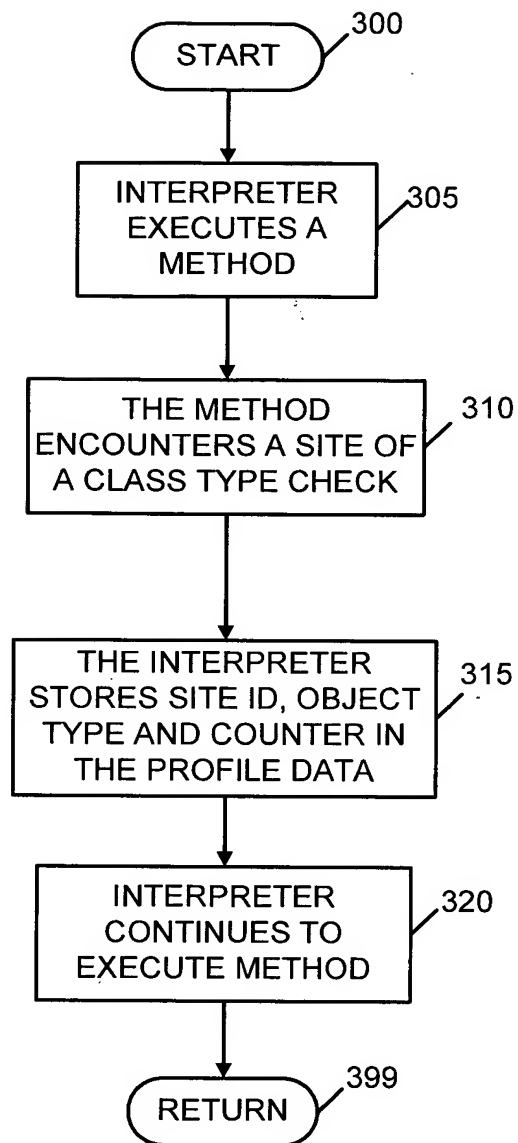 START
300
INTERPRETER
EXECUTES A
METHOD
305
THE METHOD
ENCOUNTERS A SITE OF
A CLASS TYPE CHECK
310
THE INTERPRETER
STORES SITE ID, OBJECT
TYPE AND COUNTER IN
THE PROFILE DATA
315
INTERPRETER
CONTINUES TO
EXECUTE METHOD
320
RETURN
399